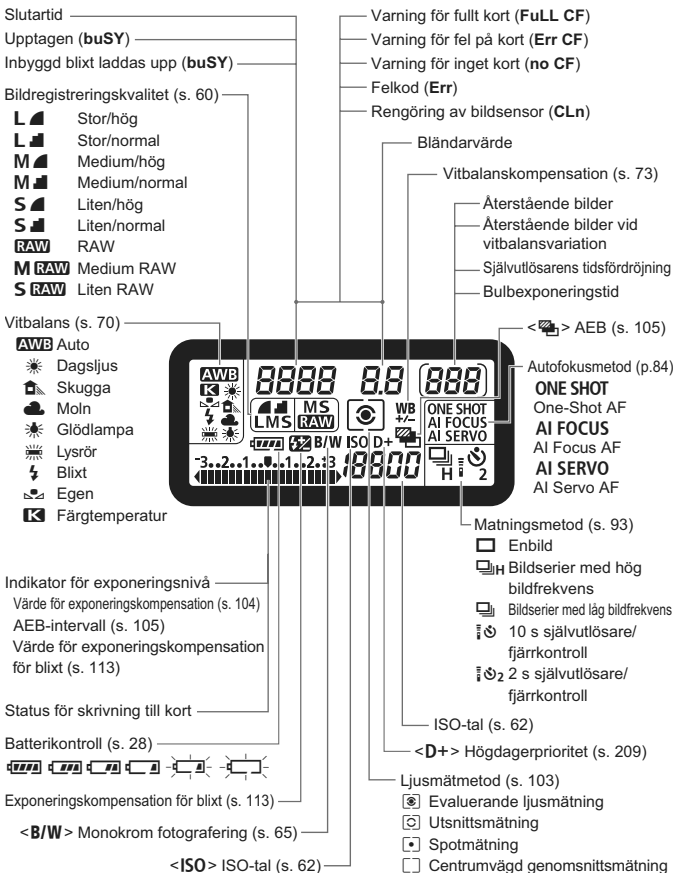 Slutartid
Upptagen (buSY)
Inbyggd blixt laddas upp (buSY)
Bildregistreringskvalitet (s. 60)
L Stor/hög
L Stor/normal
M Medium/hög
M Medium/normal
S Liten/hög
S Liten/normal
RAW RAW
M RAW Medium RAW
S RAW Liten RAW
Vitbalans (s. 70)
AWB Auto
Dagsljus
Skugga
Moln
Glödlampa
Lysrör
Blixt
Egen
K Färgtemperatur
Indikator för exponeringsnivå
Värde för exponeringskompensation (s. 104)
AEB-intervall (s. 105)
Värde för exponeringskompensation
för blixt (s. 113)
Status för skrivning till kort
Batterikontroll (s. 28)
Exponeringskompensation för blixt (s. 113)
<B/W> Monokrom fotografering (s. 65)
<ISO> ISO-tal (s. 62)
Varning för fullt kort (FuLL CF)
Varning för fel på kort (Err CF)
Varning för inget kort (no CF)
Felkod (Err)
Rengöring av bildsensor (CLn)
Bländarvärde
Vitbalanskompensation (s. 73)
Återstående bilder
Återstående bilder vid
vitbalansvariation
Självutlösarens tidsfördröjning
Bulbexponeringstid
< > AEB (s. 105)
Autofokusmetod (p.84)
ONE SHOT
One-Shot AF
AI FOCUS
AI Focus AF
AI SERVO
AI Servo AF
AWB 8888 8.8 (888)
K
LMS MS RAW
WB
+/-
ONE SHOT
AI FOCUS
AI SERVO
B/W ISO D+
-3..2..1..0..1..2..+3
18800
H 2
Matningsmetod (s. 93)
Enbild
H Bildserier med hög
bildfrekvens
Bildserier med låg bildfrekvens
10 s självutlösare/
fjärrkontroll
2 2 s självutlösare/
fjärrkontroll
ISO-tal (s. 62)
<D+> Högdagerprioritet (s. 209)
Ljusmätmetod (s. 103)
Evaluerande ljusmätning
Utsnittsmätning
Spotmätning
Centrumvägd genomsnittsmätning